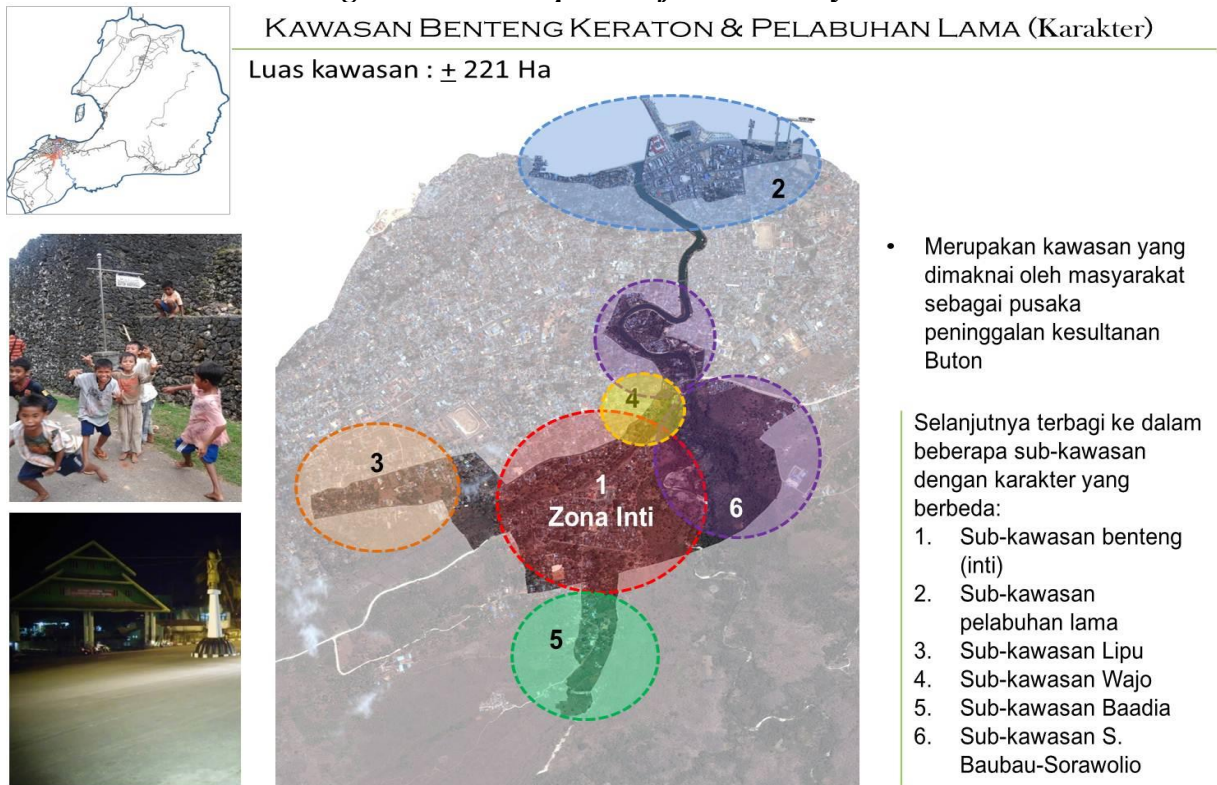 KAWASAN BENTENG KERATON & PELABUHAN LAMA (Karakter)
Luas kawasan : ± 221 Ha
2
4
3
1
Zona Inti
6
5
• Merupakan kawasan yang
dimaknai oleh masyarakat
sebagai pusaka
peninggalan kesultanan
Buton
Selanjutnya terbagi ke dalam
beberapa sub-kawasan
dengan karakter yang
berbeda:
1. Sub-kawasan benteng
(inti)
2. Sub-kawasan
pelabuhan lama
3. Sub-kawasan Lipu
4. Sub-kawasan Wajo
5. Sub-kawasan Baadia
6. Sub-kawasan S.
Baubau-Sorawolio